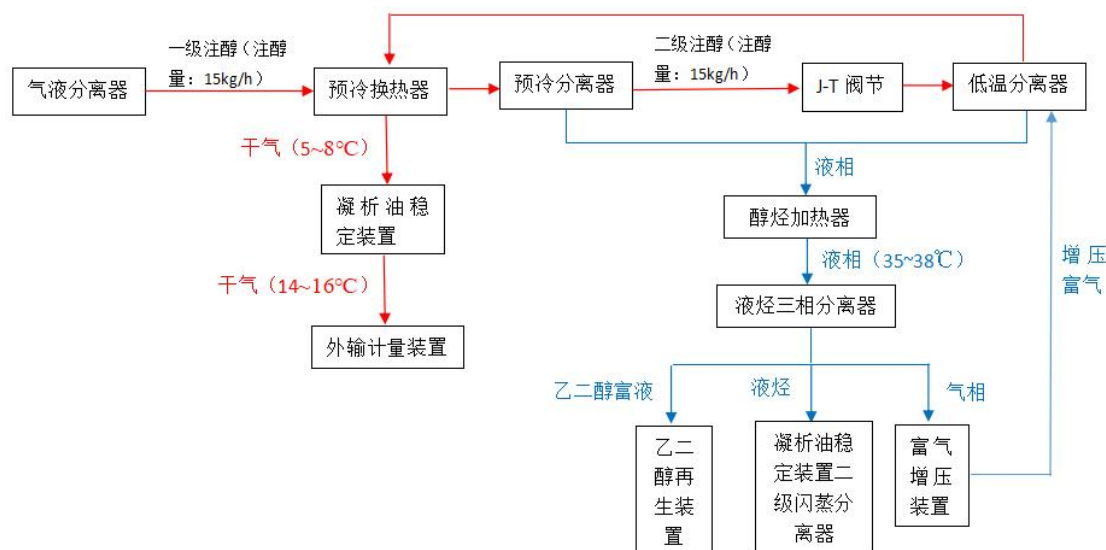 一级注醇（注醇
量：15kg/h）
二级注醇（注醇
量：15kg/h）
气液分离器
预冷换热器
预冷分离器
J-T 阀节
低温分离器
干气（5~8℃）
液相
凝析油稳
定装置
醇烃加热器
增压
富气
干气（14~16℃）
液相（35~38℃）
液烃三相分离器
外输计量装置
乙二醇富液
液烃
气相
乙二
醇再
生装
置
凝析油稳
定装置二
级闪蒸分
离器
富气
增压
装置